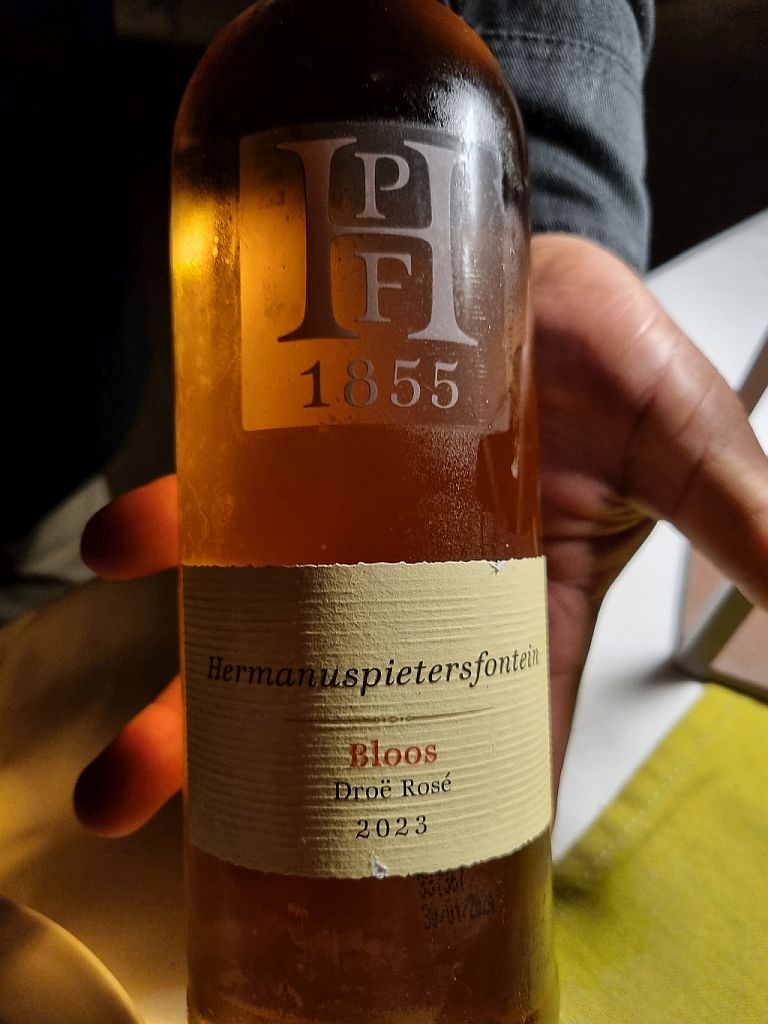 H
P
F
1855
Hermanuspietersfontein
Bloos
Droë Rosé
2023